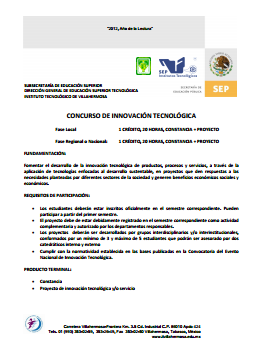 "2012, Año de la Lectura"
SEP
SEP
SECRETARÍA DE
EDUCACIÓN PÚBLICA
SUBSECRETARÍA DE EDUCACIÓN SUPERIOR
DIRECCIÓN GENERAL DE EDUCACIÓN SUPERIOR TECNOLÓGICA
INSTITUTO TECNOLÓGICO DE VILLAHERMOSA
CONCURSO DE INNOVACIÓN TECNOLÓGICA
Fase Local 1 CRÉDITO, 20 HORAS, CONSTANCIA + PROYECTO
Fase Regional o Nacional: 1 CRÉDITO, 20 HORAS, CONSTANCIA + PROYECTO
FUNDAMENTACIÓN:
Fomentar el desarrollo de la innovación tecnológica de productos, procesos y servicios, a través de la
aplicación de tecnologías enfocadas al desarrollo sustentable, en proyectos que den respuestas a las
necesidades planteadas por diferentes sectores de la sociedad y generen beneficios económicos sociales y
económicos.
REQUISITOS DE PARTICIPACIÓN:
• Los estudiantes deberán estar inscritos oficialmente en el semestre correspondiente. Pueden
participar a partir del primer semestre.
• El proyecto debe de estar debidamente registrado en el semestre correspondiente como actividad
complementaria y autorizado por los departamentos responsables.
• Los proyectos deberán ser desarrollados por grupos interdisciplinarios y/o interinstitucionales,
conformados por un mínimo de 3 y máximo de 5 estudiantes que podrán ser asesorado por dos
catedráticos interno y externo
• Cumplir con la normatividad establecida en las bases publicadas en la Convocatoria del Evento
Nacional de Innovación Tecnológica.
PRODUCTO TERMINAL:
• Constancia
• Proyecto de innovación tecnológica y/o servicio
Carretera Villahermosa-Frontera Km. 3.5 Cd. Industrial C.P. 86010 Apdo 424
Villahermosa, Tabasco, México
www.itvillahermosa.edu.mx